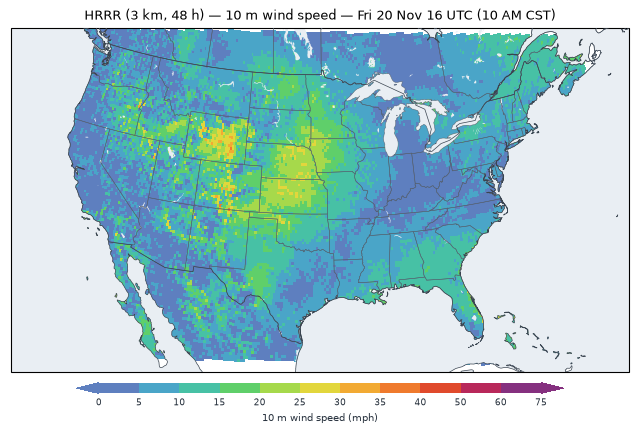 HRRR (3 km, 48 h) — 10 m wind speed — Fri 20 Nov 16 UTC (10 AM CST)
0 5 10 15 20 25 30 35 40 50 60 75
10 m wind speed (mph)